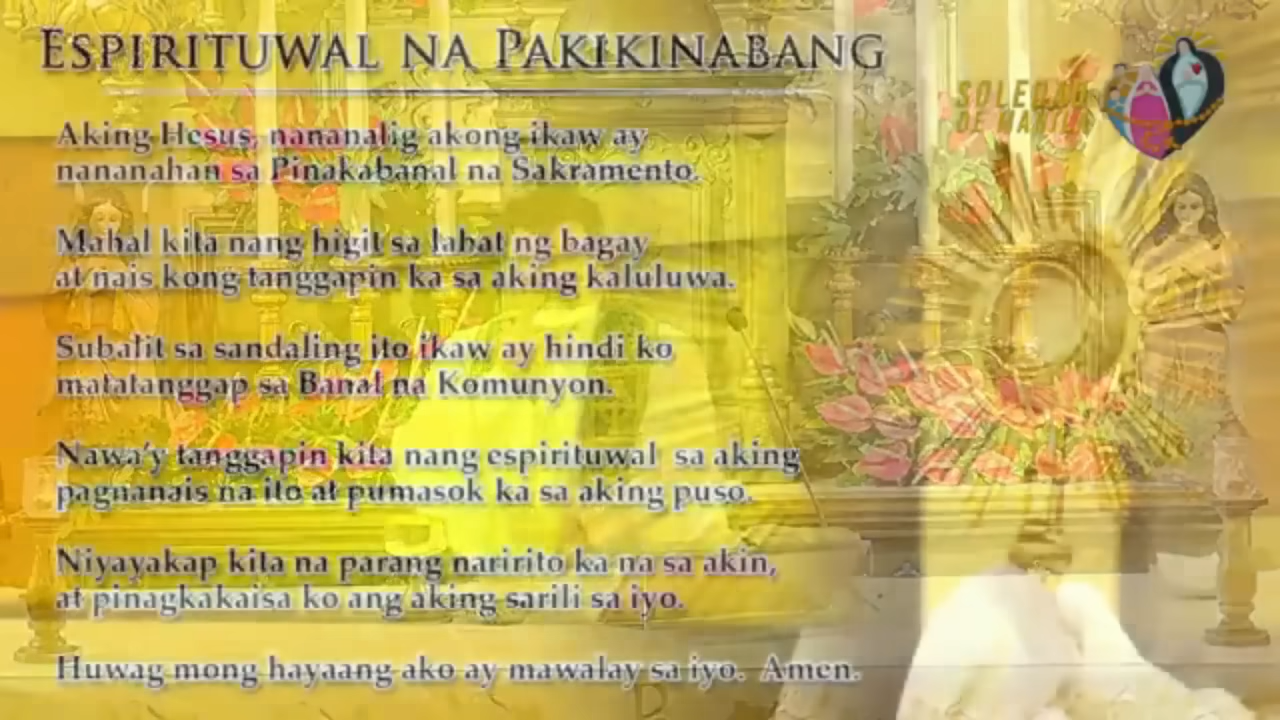 ESPIRITUWAL NA PAKIKINABANG
SOLEDAD
DE MANILA
Aking Hesus, nananalig akong ikaw ay
nananahan sa Pinakabanal na Sakramento.
Mahal kita nang higit sa lahat ng bagay
at nais kong tanggapin ka sa aking kaluluwa.
Subalit sa sandaling ito ikaw ay hindi ko
matatanggap sa Banal na Komunyon.
Nawa'y tanggapin kita nang espirituwal sa aking
pagnanais na ito at pumasok ka sa aking puso.
Niyayakap kita na parang naririto ka na sa akin,
at pinagkakaisa ko ang aking sarili sa iyo.
Huwag mong hayaang ako ay mawalay sa iyo. Amen.